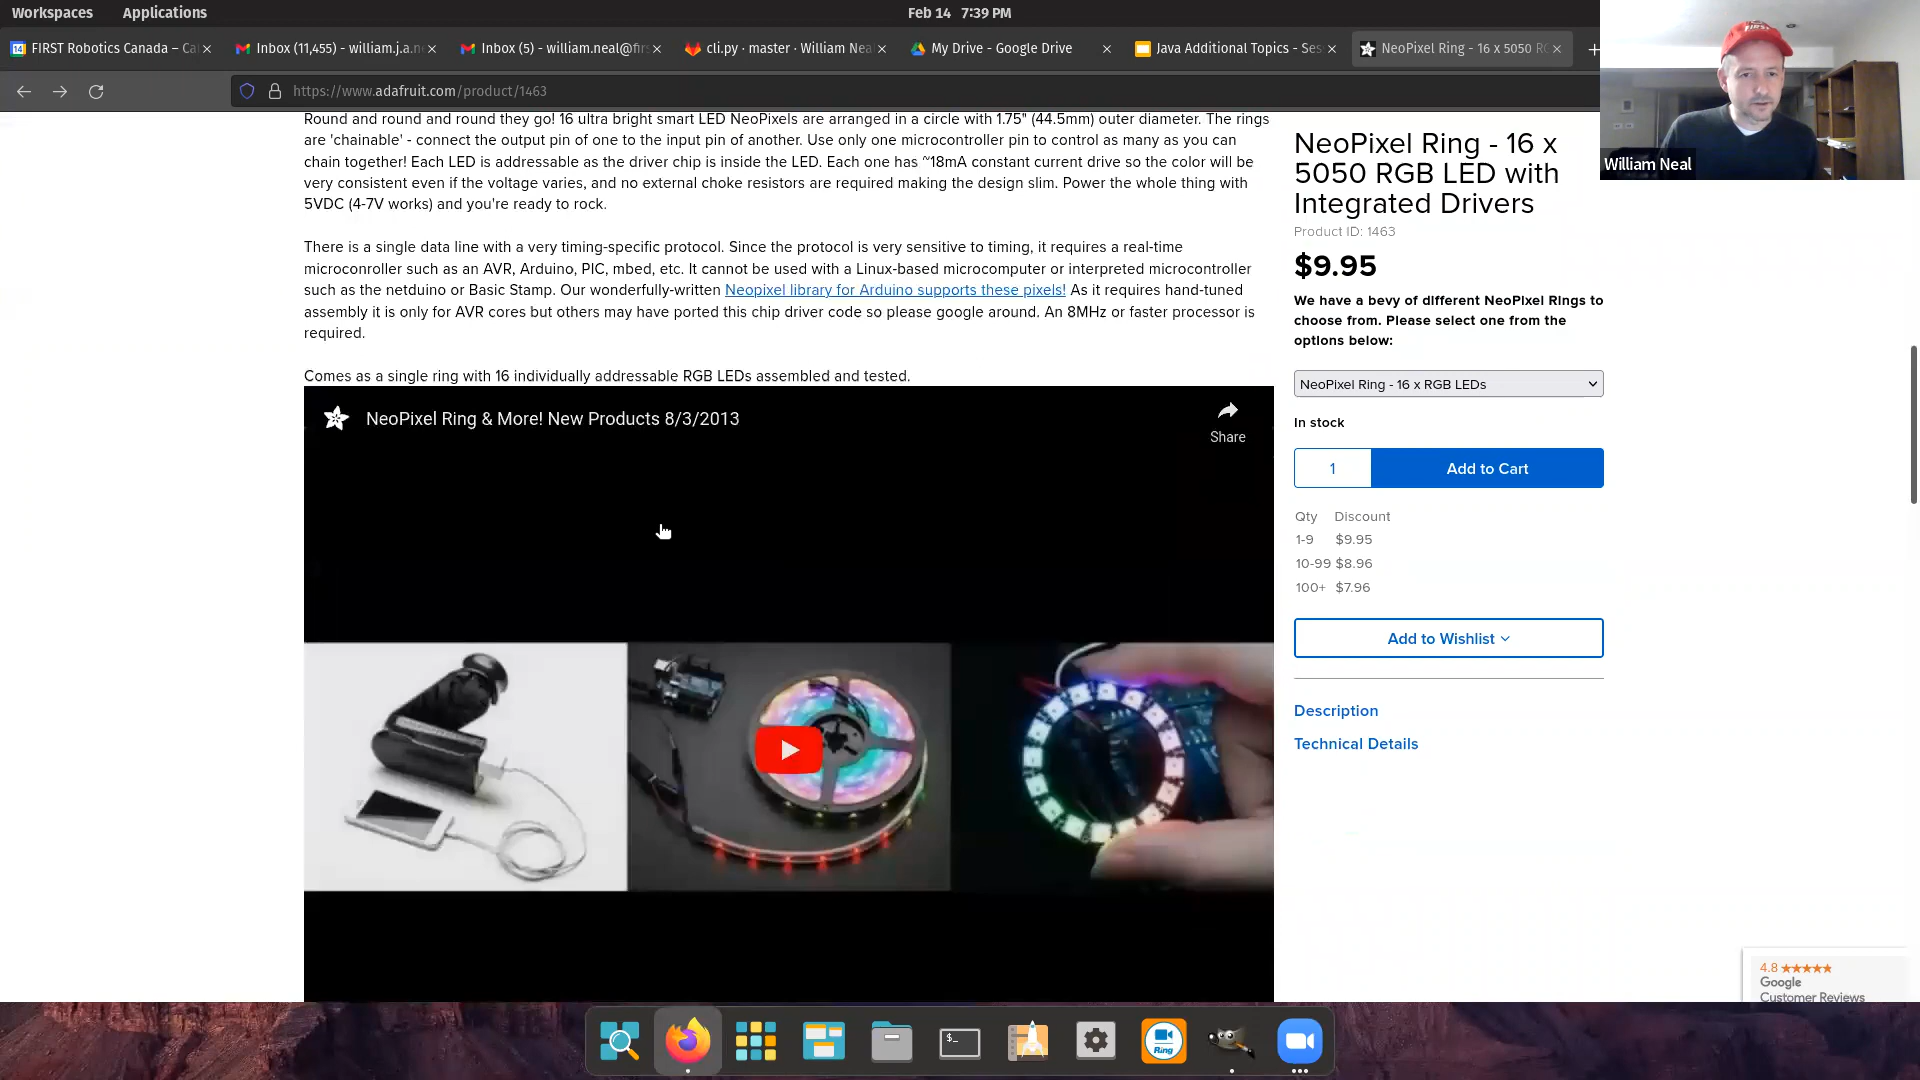 Workspaces Applications Feb 14 7:39 PM
FIRST Robotics Canada – Ca Inbox (11,455) - william.j.a.n Inbox (5) - william.neal@fir cli.py · master · William Nea My Drive - Google Drive Java Additional Topics - Ses NeoPixel Ring - 16 x 5050 RG
https://www.adafruit.com/product/1463
Round and round and round they go! 16 ultra bright smart LED NeoPixels are arranged in a circle with 1.75" (44.5mm) outer diameter. The rings
are 'chainable' - connect the output pin of one to the input pin of another. Use only one microcontroller pin to control as many as you can
chain together! Each LED is addressable as the driver chip is inside the LED. Each one has ~18mA constant current drive so the color will be
very consistent even if the voltage varies, and no external choke resistors are required making the design slim. Power the whole thing with
5VDC (4-7V works) and you're ready to rock.
There is a single data line with a very timing-specific protocol. Since the protocol is very sensitive to timing, it requires a real-time
microconroller such as an AVR, Arduino, PIC, mbed, etc. It cannot be used with a Linux-based microcomputer or interpreted microcontroller
such as the netduino or Basic Stamp. Our wonderfully-written Neopixel library for Arduino supports these pixels! As it requires hand-tuned
assembly it is only for AVR cores but others may have ported this chip driver code so please google around. An 8MHz or faster processor is
required.
Comes as a single ring with 16 individually addressable RGB LEDs assembled and tested.
NeoPixel Ring & More! New Products 8/3/2013
Share
NeoPixel Ring - 16 x
5050 RGB LED with
Integrated Drivers
Product ID: 1463
$9.95
We have a bevy of different NeoPixel Rings to
choose from. Please select one from the
options below:
NeoPixel Ring - 16 x RGB LEDs
In stock
1 Add to Cart
Qty Discount
1-9 $9.95
10-99 $8.96
100+ $7.96
Add to Wishlist
Description
Technical Details
William Neal
4.8
Google
Customer Reviews
14
$_
Ring